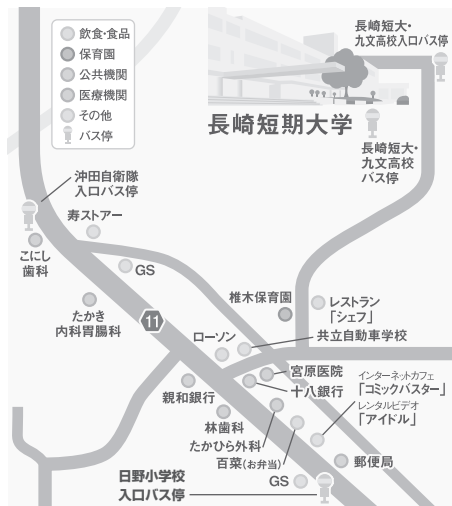 飲食・食品
保育園
公共機関
医療機関
その他
バス停
長崎短大・
九文高校入口バス停
長崎短期大学
長崎短大・
九文高校
バス停
沖田自衛隊
入口バス停
寿ストアー
こにし
歯科
GS
たかき
内科胃腸科
11
椎木保育園
レストラン
「シェフ」
ローソン
共立自動車学校
宮原医院
十八銀行
インターネットカフェ
「コミックバスター」
親和銀行
レンタルビデオ
「アイドル」
林歯科
たかひら外科
百菜(お弁当)
郵便局
日野小学校
入口バス停
GS